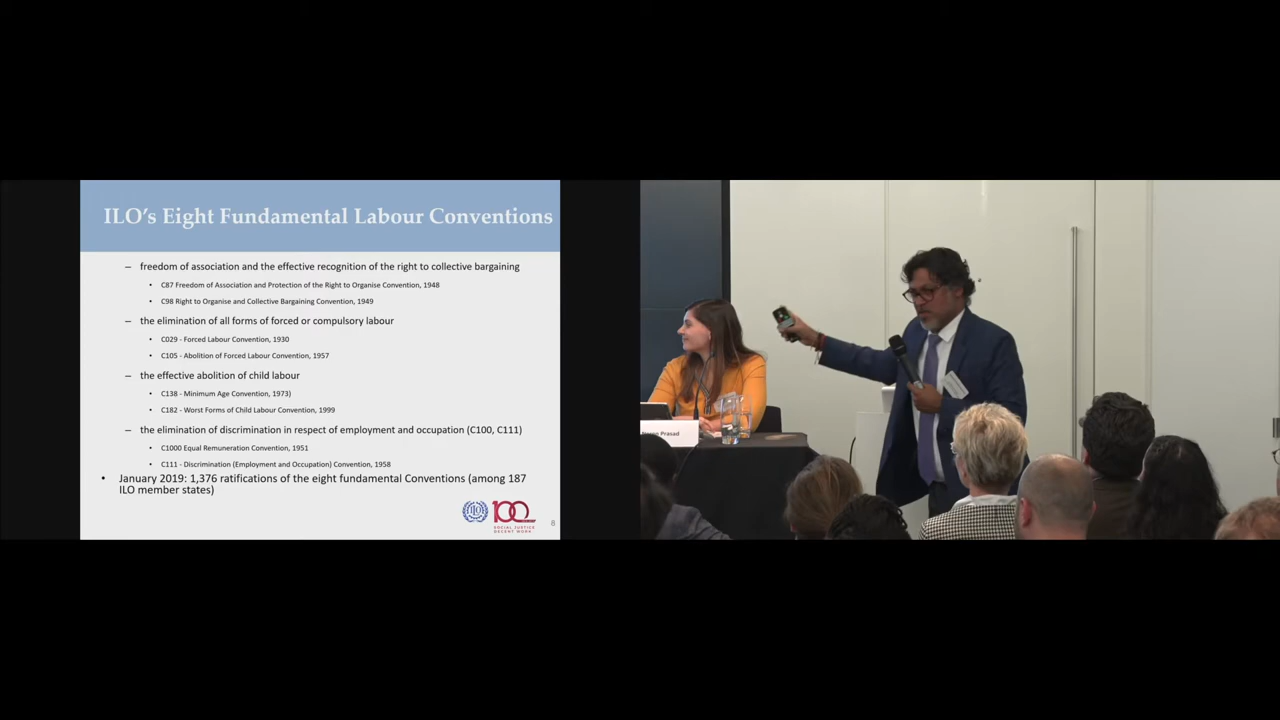 ILO's Eight Fundamental Labour Conventions
– freedom of association and the effective recognition of the right to collective bargaining
• C87 Freedom of Association and Protection of the Right to Organise Convention, 1948
• C98 Right to Organise and Collective Bargaining Convention, 1949
– the elimination of all forms of forced or compulsory labour
• C029 - Forced Labour Convention, 1930
• C105 - Abolition of Forced Labour Convention, 1957
– the effective abolition of child labour
• C138 - Minimum Age Convention, 1973)
• C182 - Worst Forms of Child Labour Convention, 1999
– the elimination of discrimination in respect of employment and occupation (C100, C111)
• C1000 Equal Remuneration Convention, 1951
• C111 - Discrimination (Employment and Occupation) Convention, 1958
• January 2019: 1,376 ratifications of the eight fundamental Conventions (among 187
ILO member states)
100
SOCIAL JUSTICE
DECENT WORK
8
Prasad